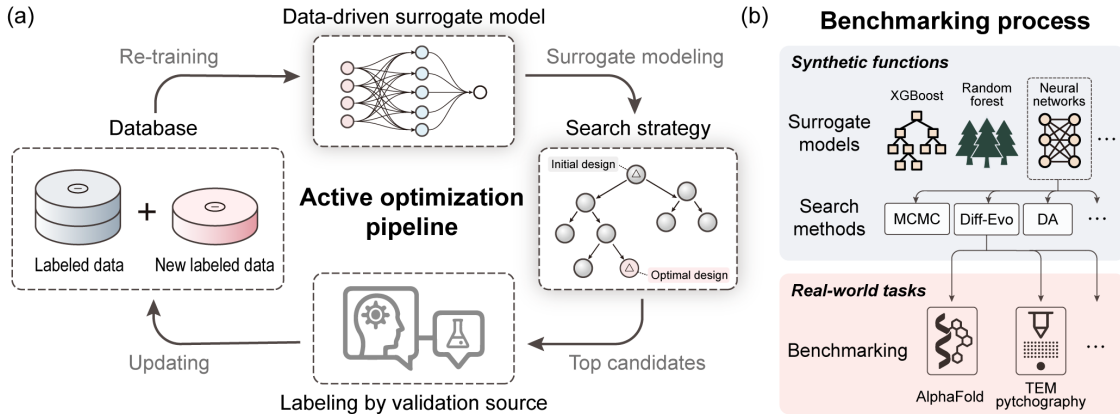 (a)
Data-driven surrogate model
Re-training
Surrogate modeling
Database
Search strategy
Labeled data
New labeled data
Active optimization
pipeline
Initial design
Optimal design
Updating
Top candidates
Labeling by validation source
(b)
Benchmarking process
Synthetic functions
Surrogate
models
XGBoost
Random
forest
Neural
networks
...
Search
methods
MCMC
Diff-Evo
DA
...
Real-world tasks
Benchmarking
AlphaFold
TEM
pytchography
...